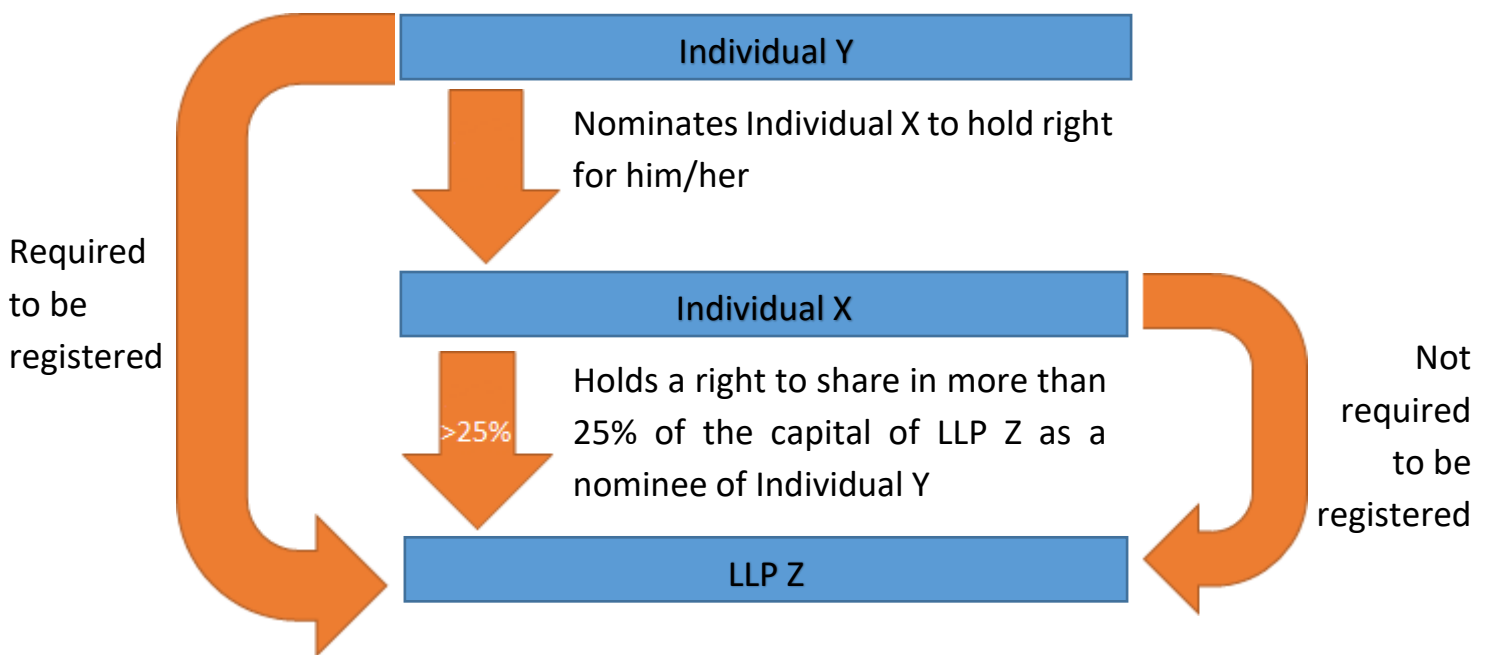 Individual Y
Nominates Individual X to hold right
for him/her
Required
to be
registered
Individual X
>25%
Holds a right to share in more than
25% of the capital of LLP Z as a
nominee of Individual Y
Not
required
to be
registered
LLP Z